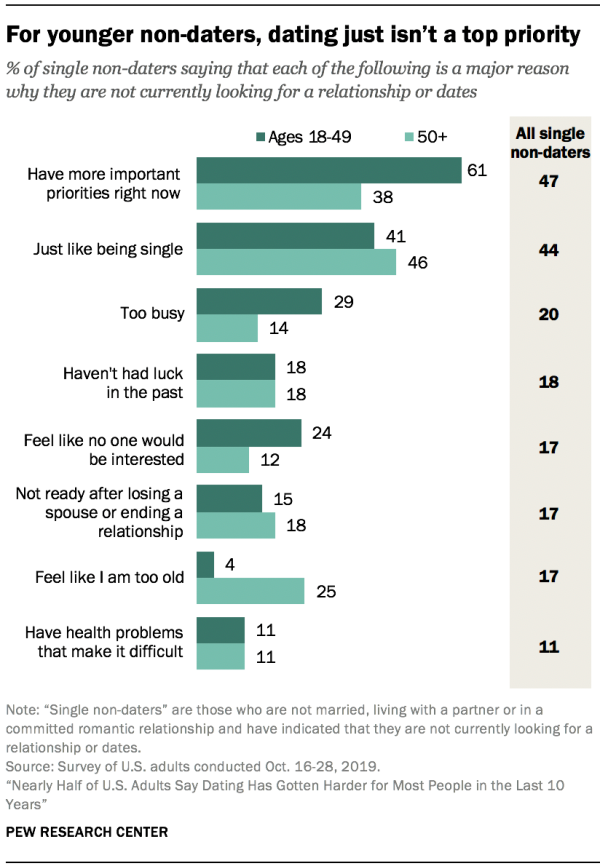 For younger non-daters, dating just isn’t a top priority
% of single non-daters saying that each of the following is a major reason
why they are not currently looking for a relationship or dates
Ages 18-49
50+
All single
non-daters
Have more important
priorities right now
61
38
47
Just like being single
41
46
44
Too busy
29
14
20
Haven't had luck
in the past
18
18
18
Feel like no one would
be interested
24
12
17
Not ready after losing a
spouse or ending a
relationship
15
18
17
Feel like I am too old
4
25
17
Have health problems
that make it difficult
11
11
11
Note: “Single non-daters” are those who are not married, living with a partner or in a
committed romantic relationship and have indicated that they are not currently looking for a
relationship or dates.
Source: Survey of U.S. adults conducted Oct. 16-28, 2019.
“Nearly Half of U.S. Adults Say Dating Has Gotten Harder for Most People in the Last 10
Years”
PEW RESEARCH CENTER